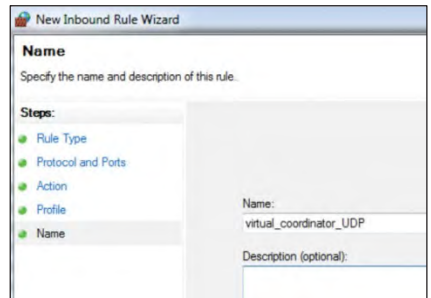 New Inbound Rule Wizard
Name
Specify the name and description of this rule.
Steps:
Rule Type
Protocol and Ports
Action
Profile
Name
Name:
virtual_coordinator_UDP
Description (optional):